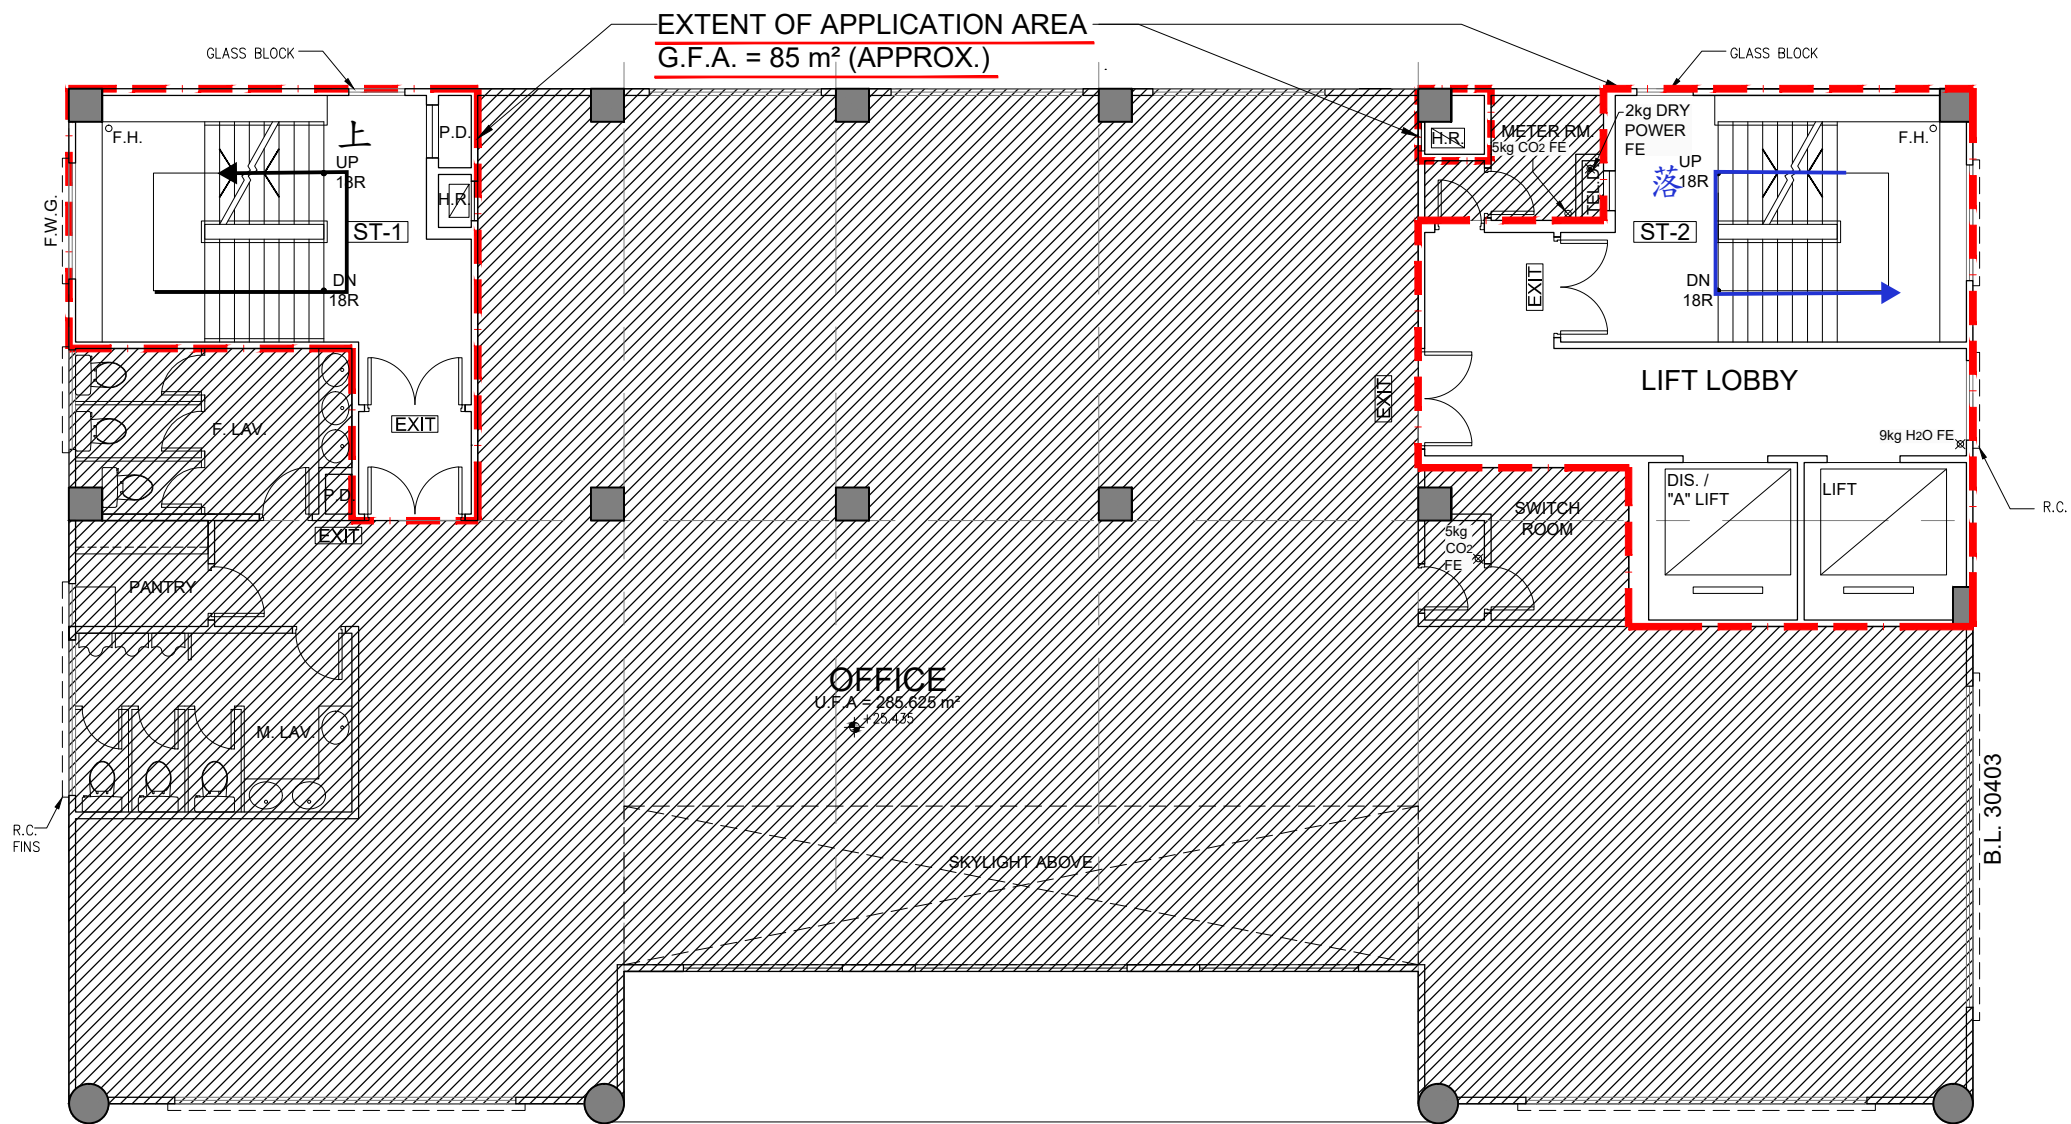 EXTENT OF APPLICATION AREA
G.F.A. = 85 m² (APPROX.)
GLASS BLOCK
GLASS BLOCK
F.H.
上
UP
18R
P.D.
H.R.
ST-1
DN
18R
F.W.G.
H.R.
METER RM.
5kg CO2 FE
TEL.D.
2kg DRY
POWER
FE
UP
18R
落
F.H.
ST-2
DN
18R
EXIT
EXIT
LIFT LOBBY
9kg H2O FE
R.C.
F. LAV.
EXIT
P.D.
EXIT
DIS. /
"A" LIFT
LIFT
SWITCH
ROOM
5kg
CO2
FE
PANTRY
OFFICE
U.F.A = 285.625 m²
+25.435
M. LAV.
R.C.
FINS
SKYLIGHT ABOVE
B.L. 30403